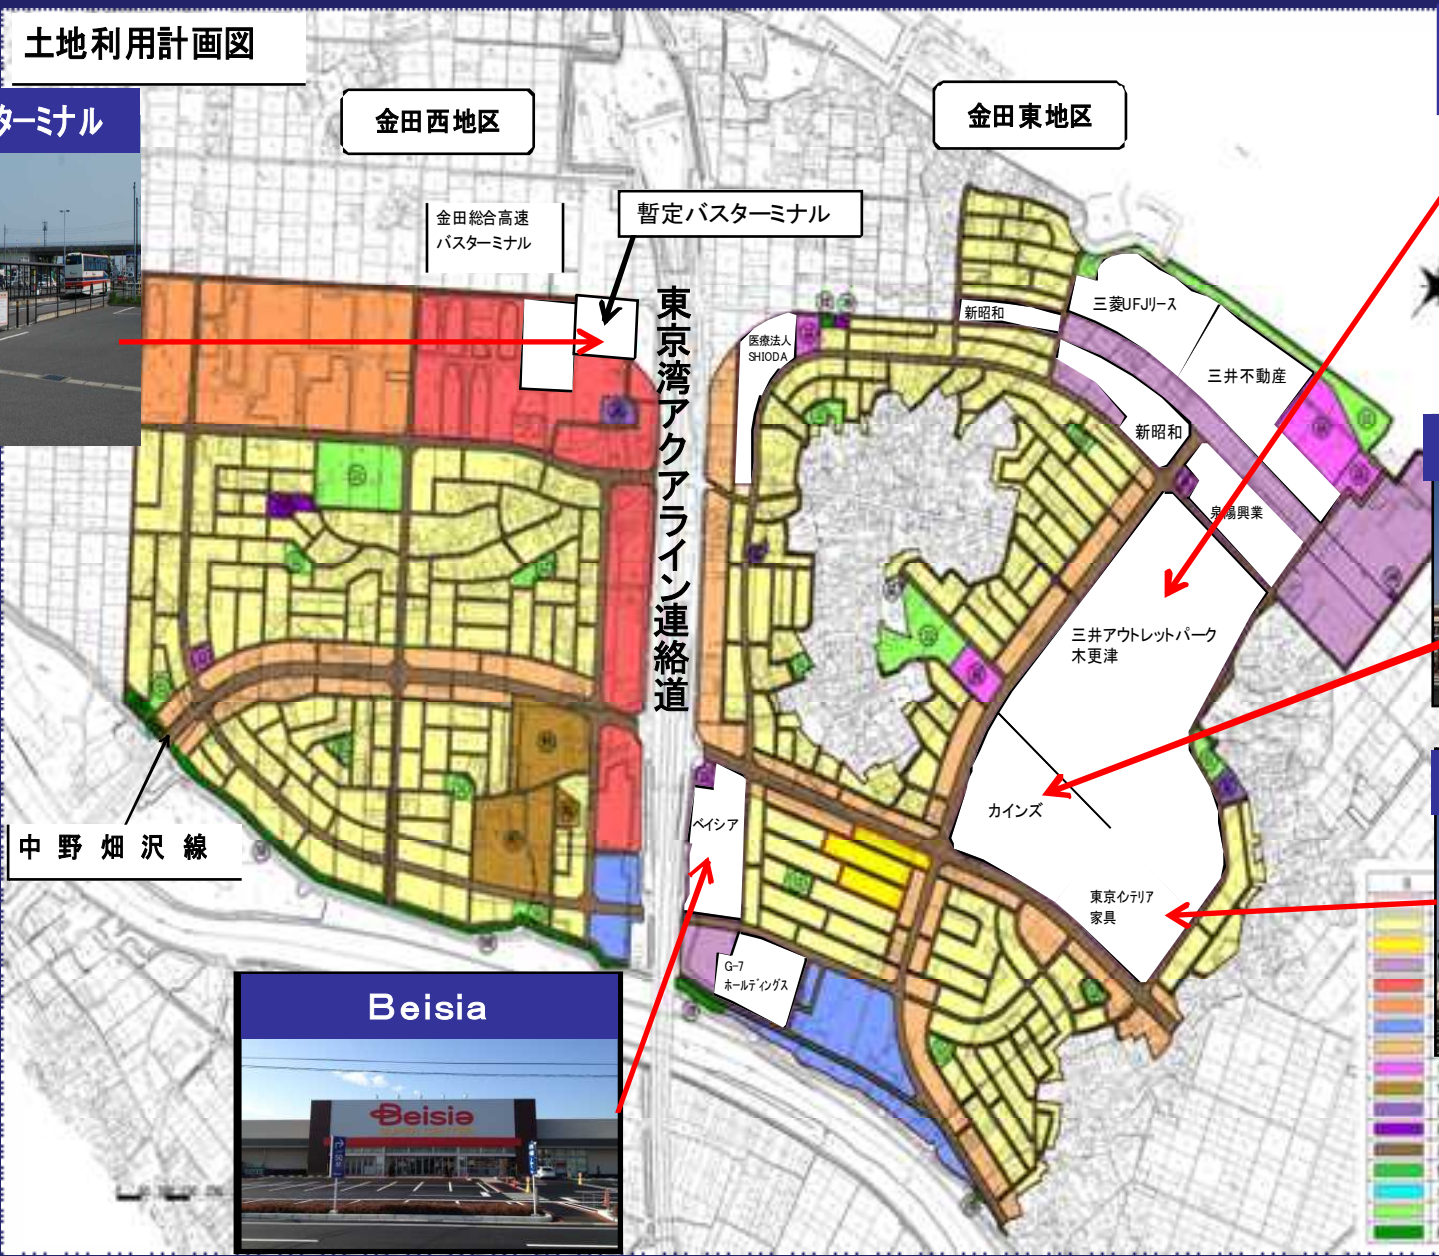 土地利用計画図
ターミナル
金田西地区
金田東地区
金田総合高速
バスターミナル
暫定バスターミナル
東京湾アクアライン連絡道
医療法人
SHIODA
新昭和
三菱UFJリース
三井不動産
新昭和
泉陽興業
三井アウトレットパーク
木更津
カインズ
東京インテリア
家具
ベイシア
G-7
ホールディングス
中野畑沢線
Beisia
Beisia